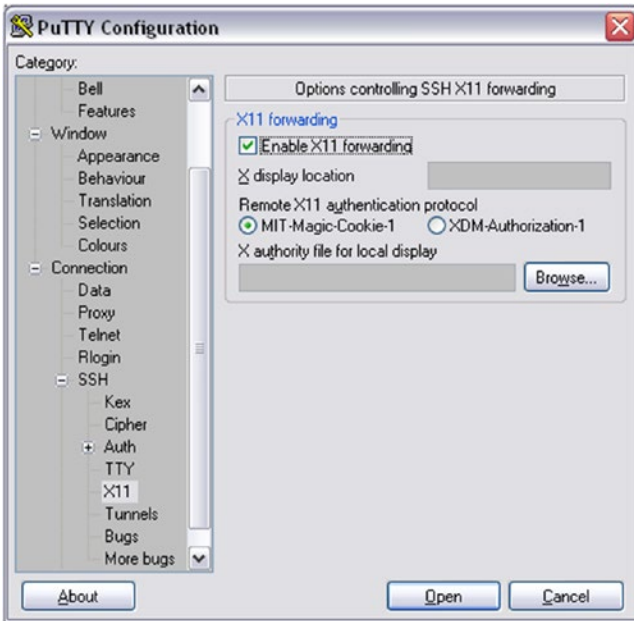 PuTTY Configuration
Category:
Bell
Features
Window
Appearance
Behaviour
Translation
Selection
Colours
Connection
Data
Proxy
Telnet
Rlogin
SSH
Kex
Cipher
Auth
TTY
X11
Tunnels
Bugs
More bugs
Options controlling SSH X11 forwarding
X11 forwarding
Enable X11 forwarding
X display location
Remote X11 authentication protocol
MIT-Magic-Cookie-1 XDM-Authorization-1
X authority file for local display
Browse...
About Open Cancel